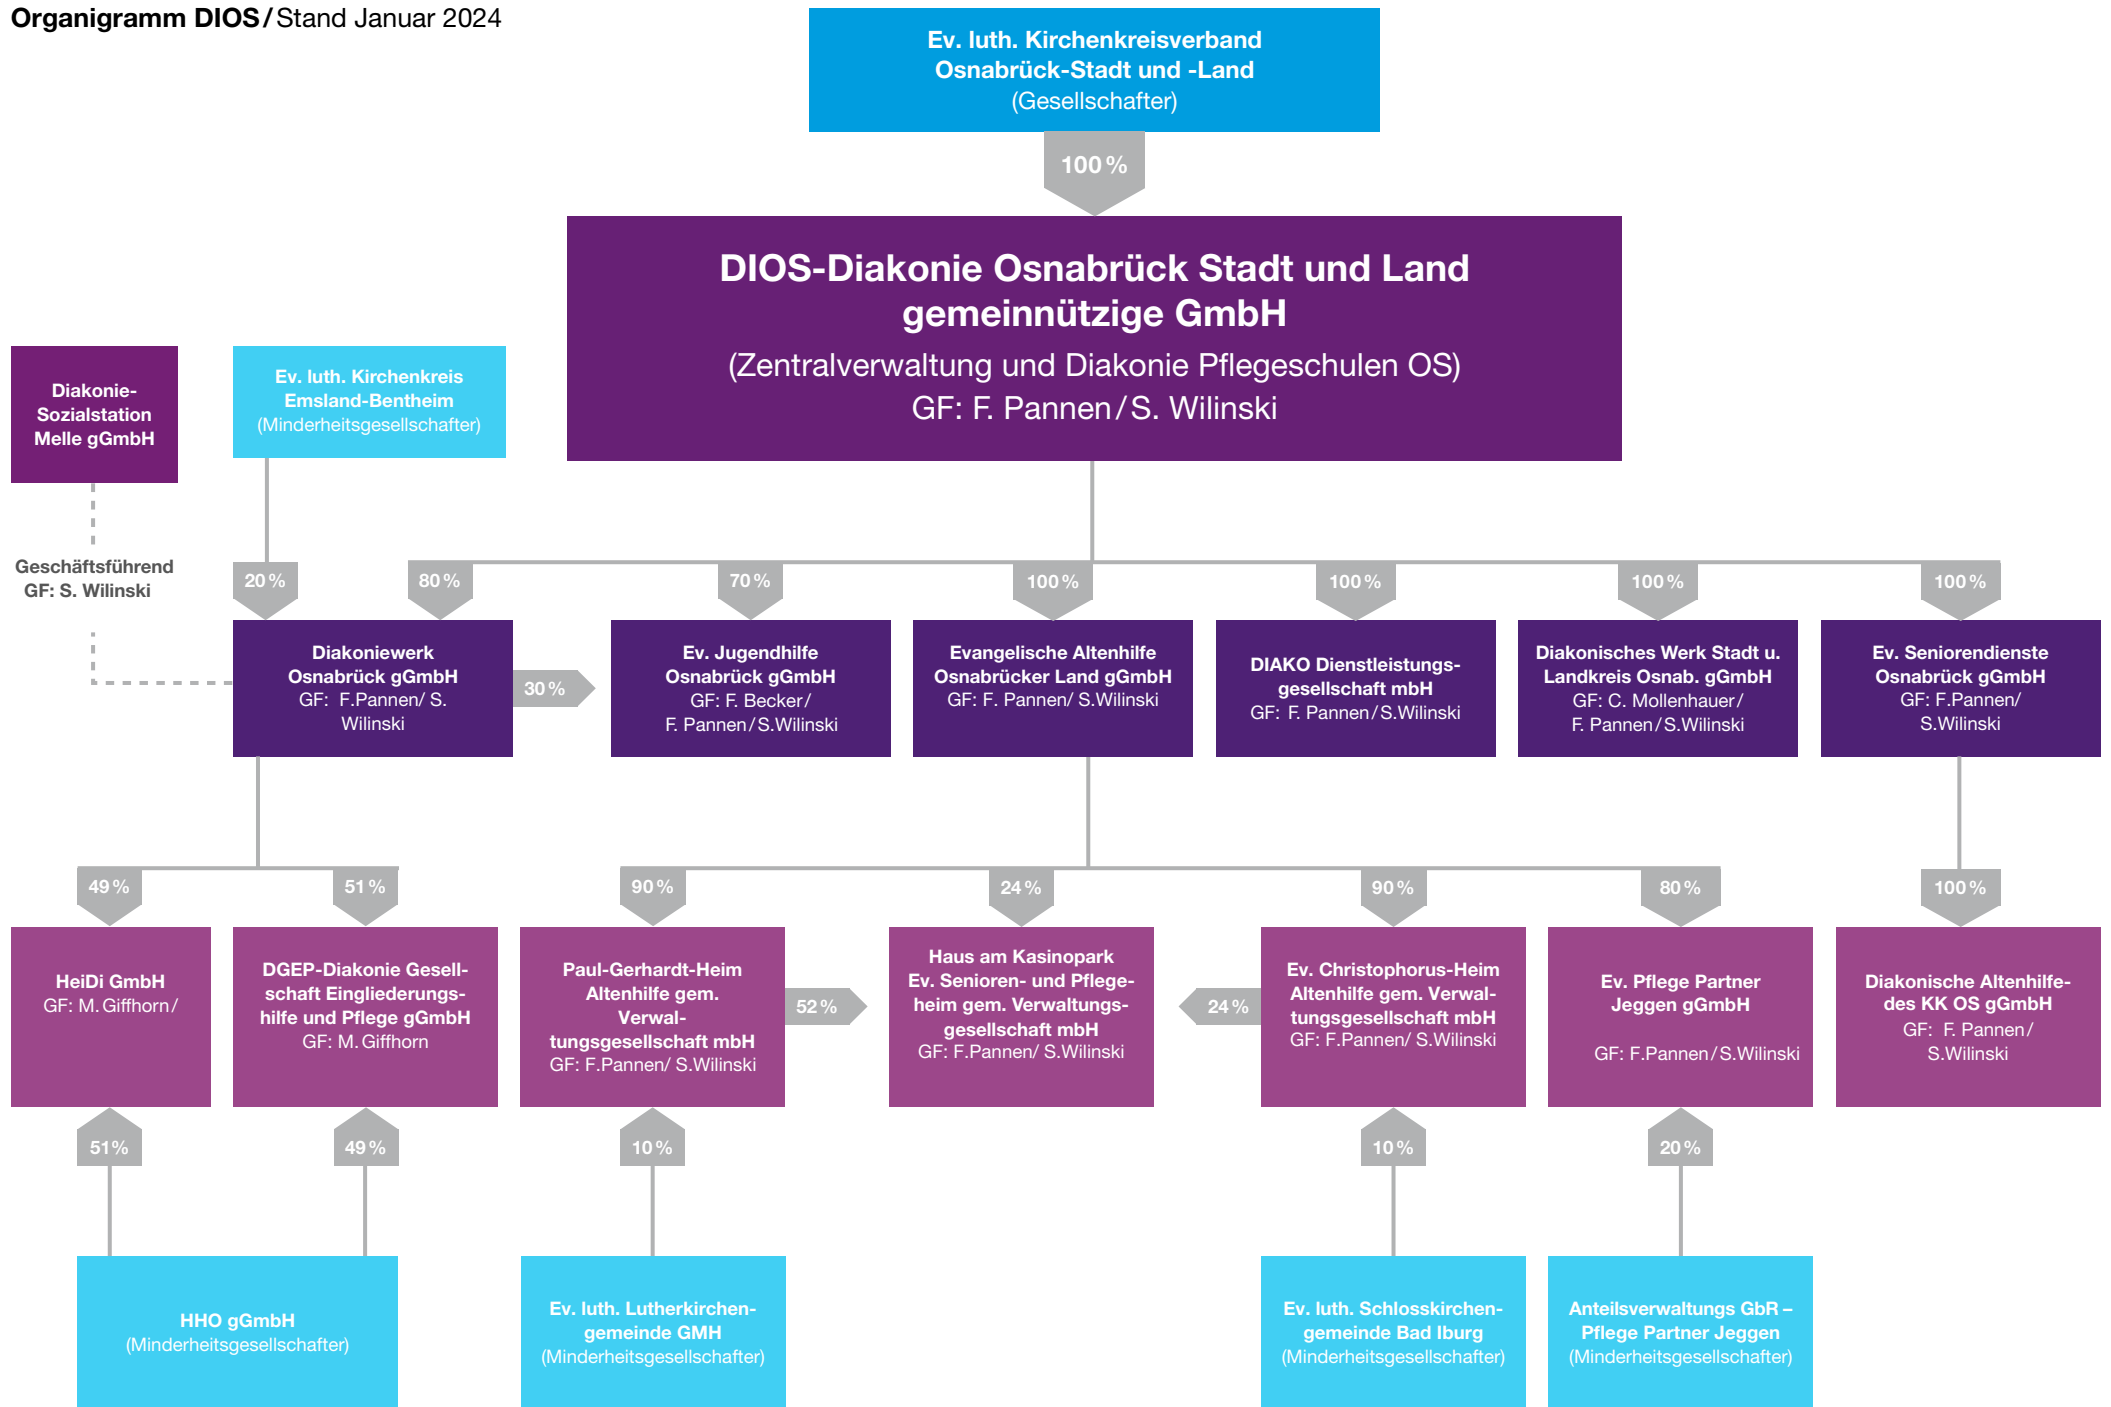 Organigramm DIOS/Stand Januar 2024
Ev. luth. Kirchenkreisverband
Osnabrück-Stadt und -Land
(Gesellschafter)
100 %
DIOS-Diakonie Osnabrück Stadt und Land
gemeinnützige GmbH
(Zentralverwaltung und Diakonie Pflegeschulen OS)
GF: F. Pannen/S. Wilinski
Diakonie-
Sozialstation
Melle gGmbH
Ev. luth. Kirchenkreis
Emsland-Bentheim
(Minderheitsgesellschafter)
Geschäftsführend
GF: S. Wilinski
20 %
80 %
70 %
100 %
100 %
100 %
100 %
Diakoniewerk
Osnabrück gGmbH
GF: F.Pannen/ S.
Wilinski
30 %
Ev. Jugendhilfe
Osnabrück gGmbH
GF: F. Becker/
F. Pannen/S.Wilinski
Evangelische Altenhilfe
Osnabrücker Land gGmbH
GF: F. Pannen/ S.Wilinski
DIAKO Dienstleistungs-
gesellschaft mbH
GF: F. Pannen/S.Wilinski
Diakonisches Werk Stadt u.
Landkreis Osnab. gGmbH
GF: C. Mollenhauer/
F. Pannen/S.Wilinski
Ev. Seniorendienste
Osnabrück gGmbH
GF: F.Pannen/
S.Wilinski
49 %
51 %
90 %
24 %
90 %
80 %
100 %
HeiDi GmbH
GF: M. Giffhorn/
DGEP-Diakonie Gesell-
schaft Eingliederungs-
hilfe und Pflege gGmbH
GF: M. Giffhorn
Paul-Gerhardt-Heim
Altenhilfe gem.
Verwal-
tungsgesellschaft mbH
GF: F.Pannen/ S.Wilinski
52 %
Haus am Kasinopark
Ev. Senioren- und Pflege-
heim gem. Verwaltungs-
gesellschaft mbH
GF: F.Pannen/ S.Wilinski
24 %
Ev. Christophorus-Heim
Altenhilfe gem. Verwal-
tungsgesellschaft mbH
GF: F.Pannen/ S.Wilinski
Ev. Pflege Partner
Jeggen gGmbH
GF: F.Pannen/S.Wilinski
Diakonische Altenhilfe-
des KK OS gGmbH
GF: F. Pannen/
S.Wilinski
51%
49 %
10 %
10 %
20 %
HHO gGmbH
(Minderheitsgesellschafter)
Ev. luth. Lutherkirchen-
gemeinde GMH
(Minderheitsgesellschafter)
Ev. luth. Schlosskirchen-
gemeinde Bad Iburg
(Minderheitsgesellschafter)
Anteilsverwaltungs GbR –
Pflege Partner Jeggen
(Minderheitsgesellschafter)